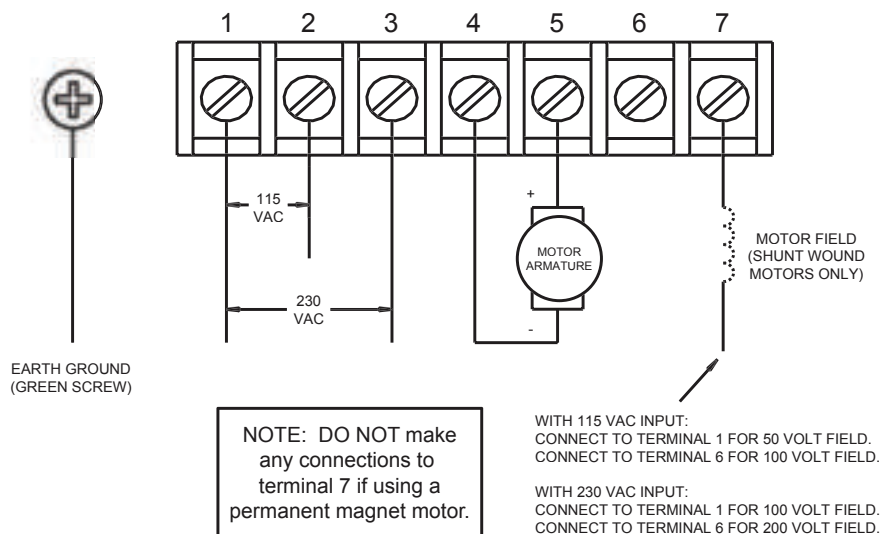 1 2 3 4 5 6 7
115
VAC
230
VAC
+
MOTOR
ARMATURE
-
MOTOR FIELD
(SHUNT WOUND
MOTORS ONLY)
EARTH GROUND
(GREEN SCREW)
NOTE: DO NOT make
any connections to
terminal 7 if using a
permanent magnet motor.
WITH 115 VAC INPUT:
CONNECT TO TERMINAL 1 FOR 50 VOLT FIELD.
CONNECT TO TERMINAL 6 FOR 100 VOLT FIELD.
WITH 230 VAC INPUT:
CONNECT TO TERMINAL 1 FOR 100 VOLT FIELD.
CONNECT TO TERMINAL 6 FOR 200 VOLT FIELD.